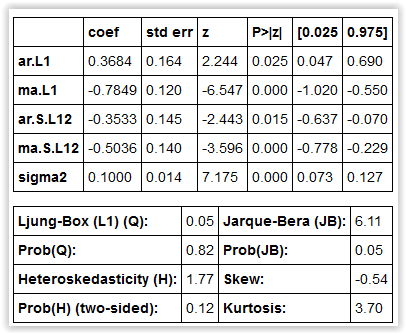 coef std err z P>|z| [0.025 0.975]
ar.L1 0.3684 0.164 2.244 0.025 0.047 0.690
ma.L1 -0.7849 0.120 -6.547 0.000 -1.020 -0.550
ar.S.L12 -0.3533 0.145 -2.443 0.015 -0.637 -0.070
ma.S.L12 -0.5036 0.140 -3.596 0.000 -0.778 -0.229
sigma2 0.1000 0.014 7.175 0.000 0.073 0.127
Ljung-Box (L1) (Q): 0.05 Jarque-Bera (JB): 6.11
Prob(Q): 0.82 Prob(JB): 0.05
Heteroskedasticity (H): 1.77 Skew: -0.54
Prob(H) (two-sided): 0.12 Kurtosis: 3.70